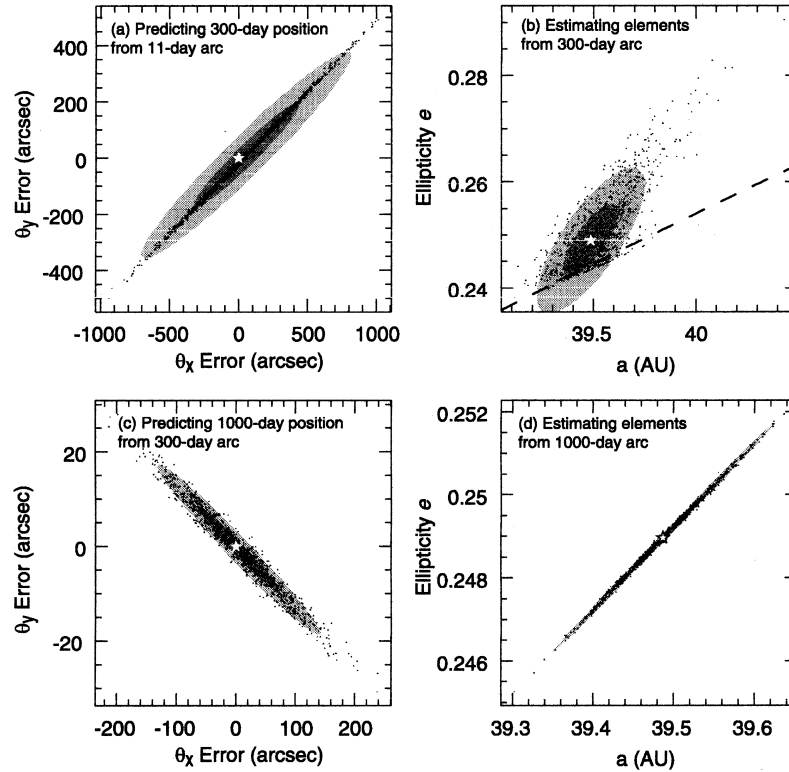 (a) Predicting 300-day position
from 11-day arc
400
200
0
-200
-400
θy Error (arcsec)
-1000 -500 0 500 1000
θx Error (arcsec)
(b) Estimating elements
from 300-day arc
0.28
0.26
0.24
Ellipticity e
39.5 40
a (AU)
(c) Predicting 1000-day position
from 300-day arc
20
0
-20
θy Error (arcsec)
-200 -100 0 100 200
θx Error (arcsec)
(d) Estimating elements
from 1000-day arc
0.252
0.25
0.248
0.246
Ellipticity e
39.3 39.4 39.5 39.6
a (AU)